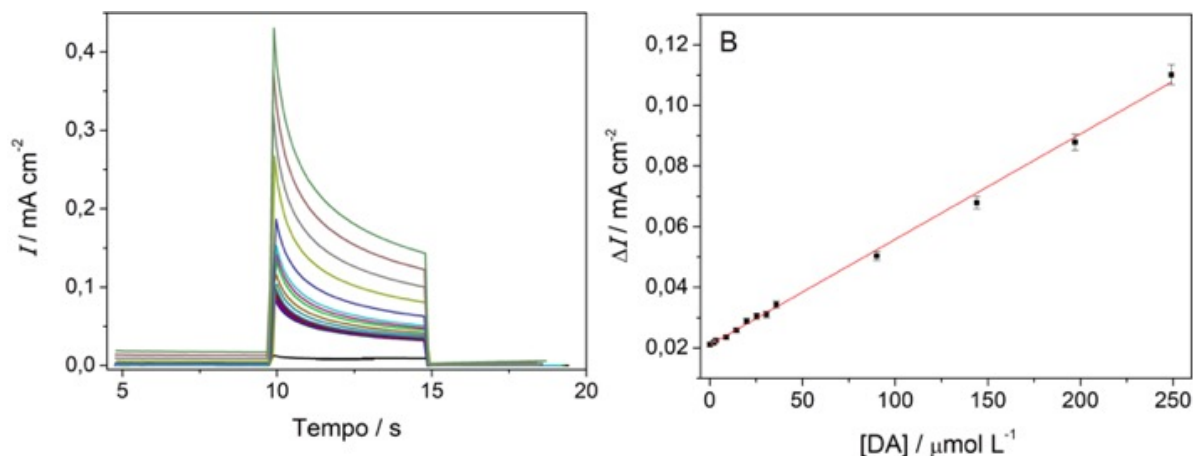 0,4
0,3
0,2
0,1
0,0
I / mA cm⁻²
5 10 15 20
Tempo / s
B
0,12
0,10
0,08
0,06
0,04
0,02
ΔI / mA cm⁻²
0 50 100 150 200 250
[DA] / μmol L⁻¹